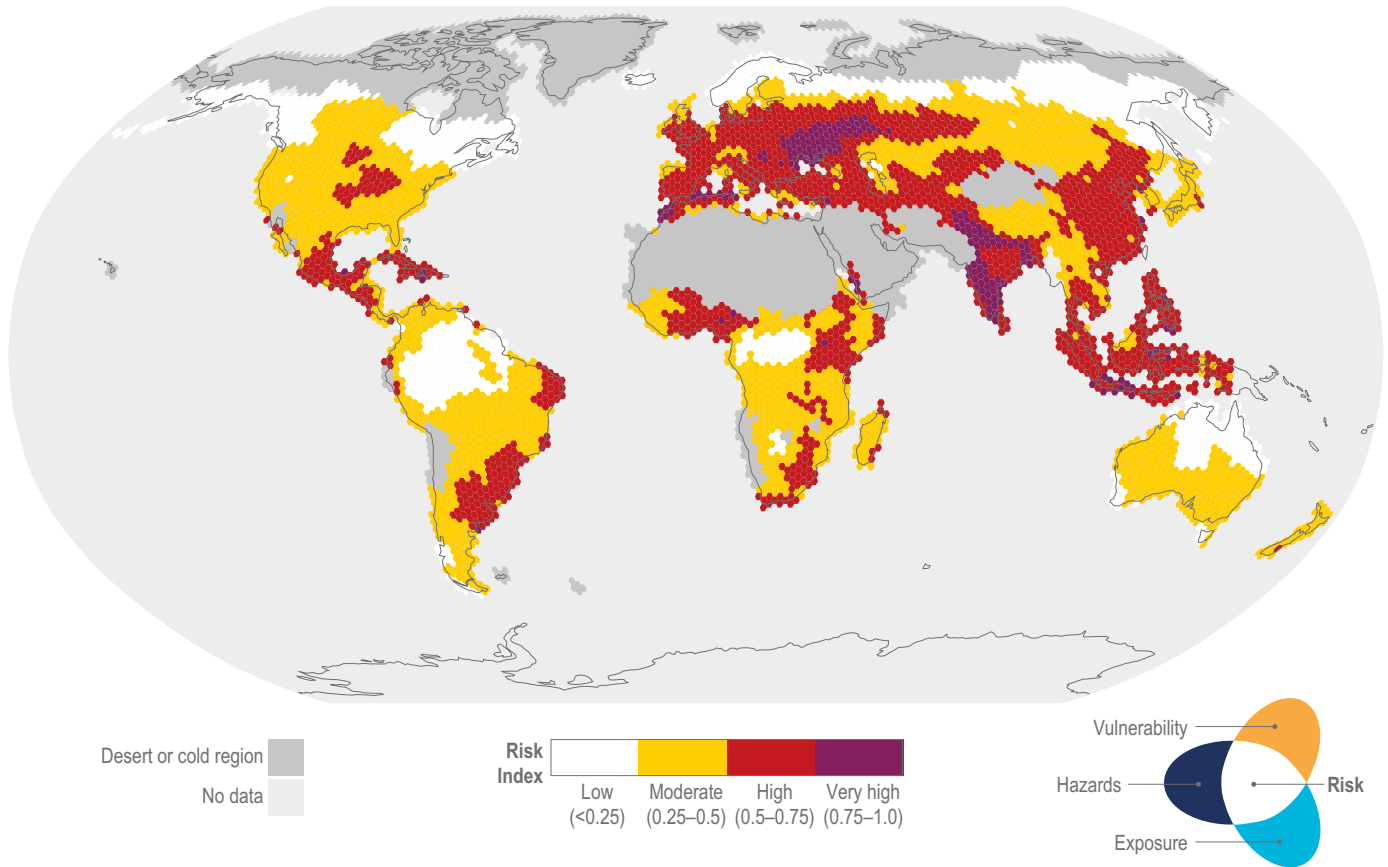 Desert or cold region
No data
Risk
Index
Low
(<0.25)
Moderate
(0.25–0.5)
High
(0.5–0.75)
Very high
(0.75–1.0)
Vulnerability
Hazards
Risk
Exposure